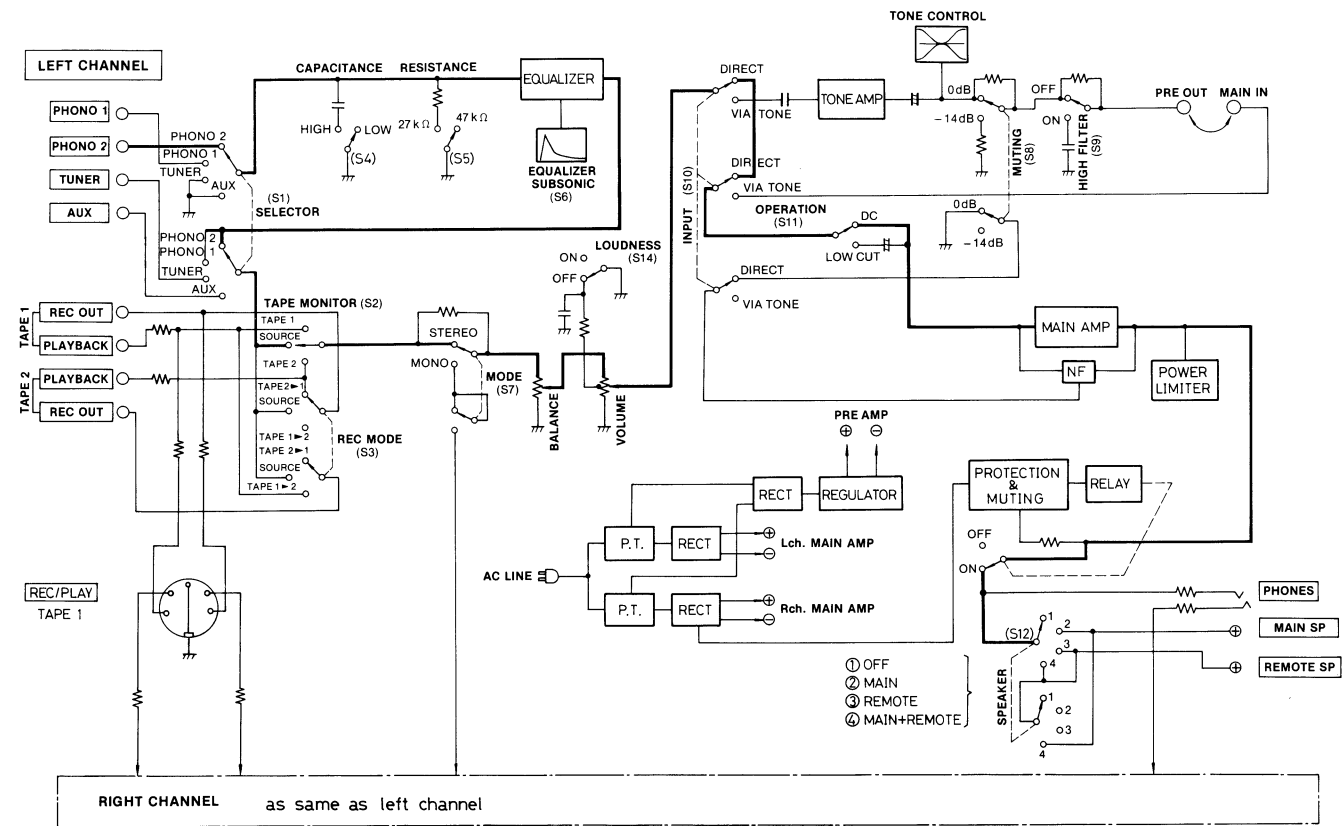 TONE CONTROL
LEFT CHANNEL
CAPACITANCE
RESISTANCE
EQUALIZER
DIRECT
VIA TONE
TONE AMP
0dB
-14dB
MUTING
(S8)
OFF
ON
HIGH FILTER
(S9)
PRE OUT
MAIN IN
PHONO 1
PHONO 2
TUNER
AUX
PHONO 2
PHONO 1
TUNER
AUX
(S1)
SELECTOR
HIGH
LOW
(S4)
27kΩ
47kΩ
(S5)
EQUALIZER
SUBSONIC
(S6)
DIRECT
VIA TONE
INPUT (S10)
OPERATION
(S11)
DC
LOW CUT
0dB
-14dB
PHONO 2
PHONO 1
TUNER
AUX
LOUDNESS
(S14)
ON
OFF
DIRECT
VIA TONE
TAPE 1
REC OUT
PLAYBACK
TAPE 2
PLAYBACK
REC OUT
TAPE MONITOR (S2)
TAPE 1
SOURCE
TAPE 2
TAPE2►1
SOURCE
TAPE 1►2
REC MODE
(S3)
TAPE 2►1
SOURCE
TAPE 1►2
STEREO
MONO
MODE
(S7)
BALANCE
VOLUME
MAIN AMP
NF
POWER
LIMITER
PRE AMP
⊕ ⊖
RECT
REGULATOR
P.T.
RECT
⊕
⊖
Lch. MAIN AMP
AC LINE
P.T.
RECT
⊕
⊖
Rch. MAIN AMP
PROTECTION
&
MUTING
RELAY
OFF
ON
REC/PLAY
TAPE 1
PHONES
MAIN SP
REMOTE SP
⊕
⊕
(S12)
1
2
3
4
SPEAKER
1
2
3
4
① OFF
② MAIN
③ REMOTE
④ MAIN+REMOTE
RIGHT CHANNEL as same as left channel